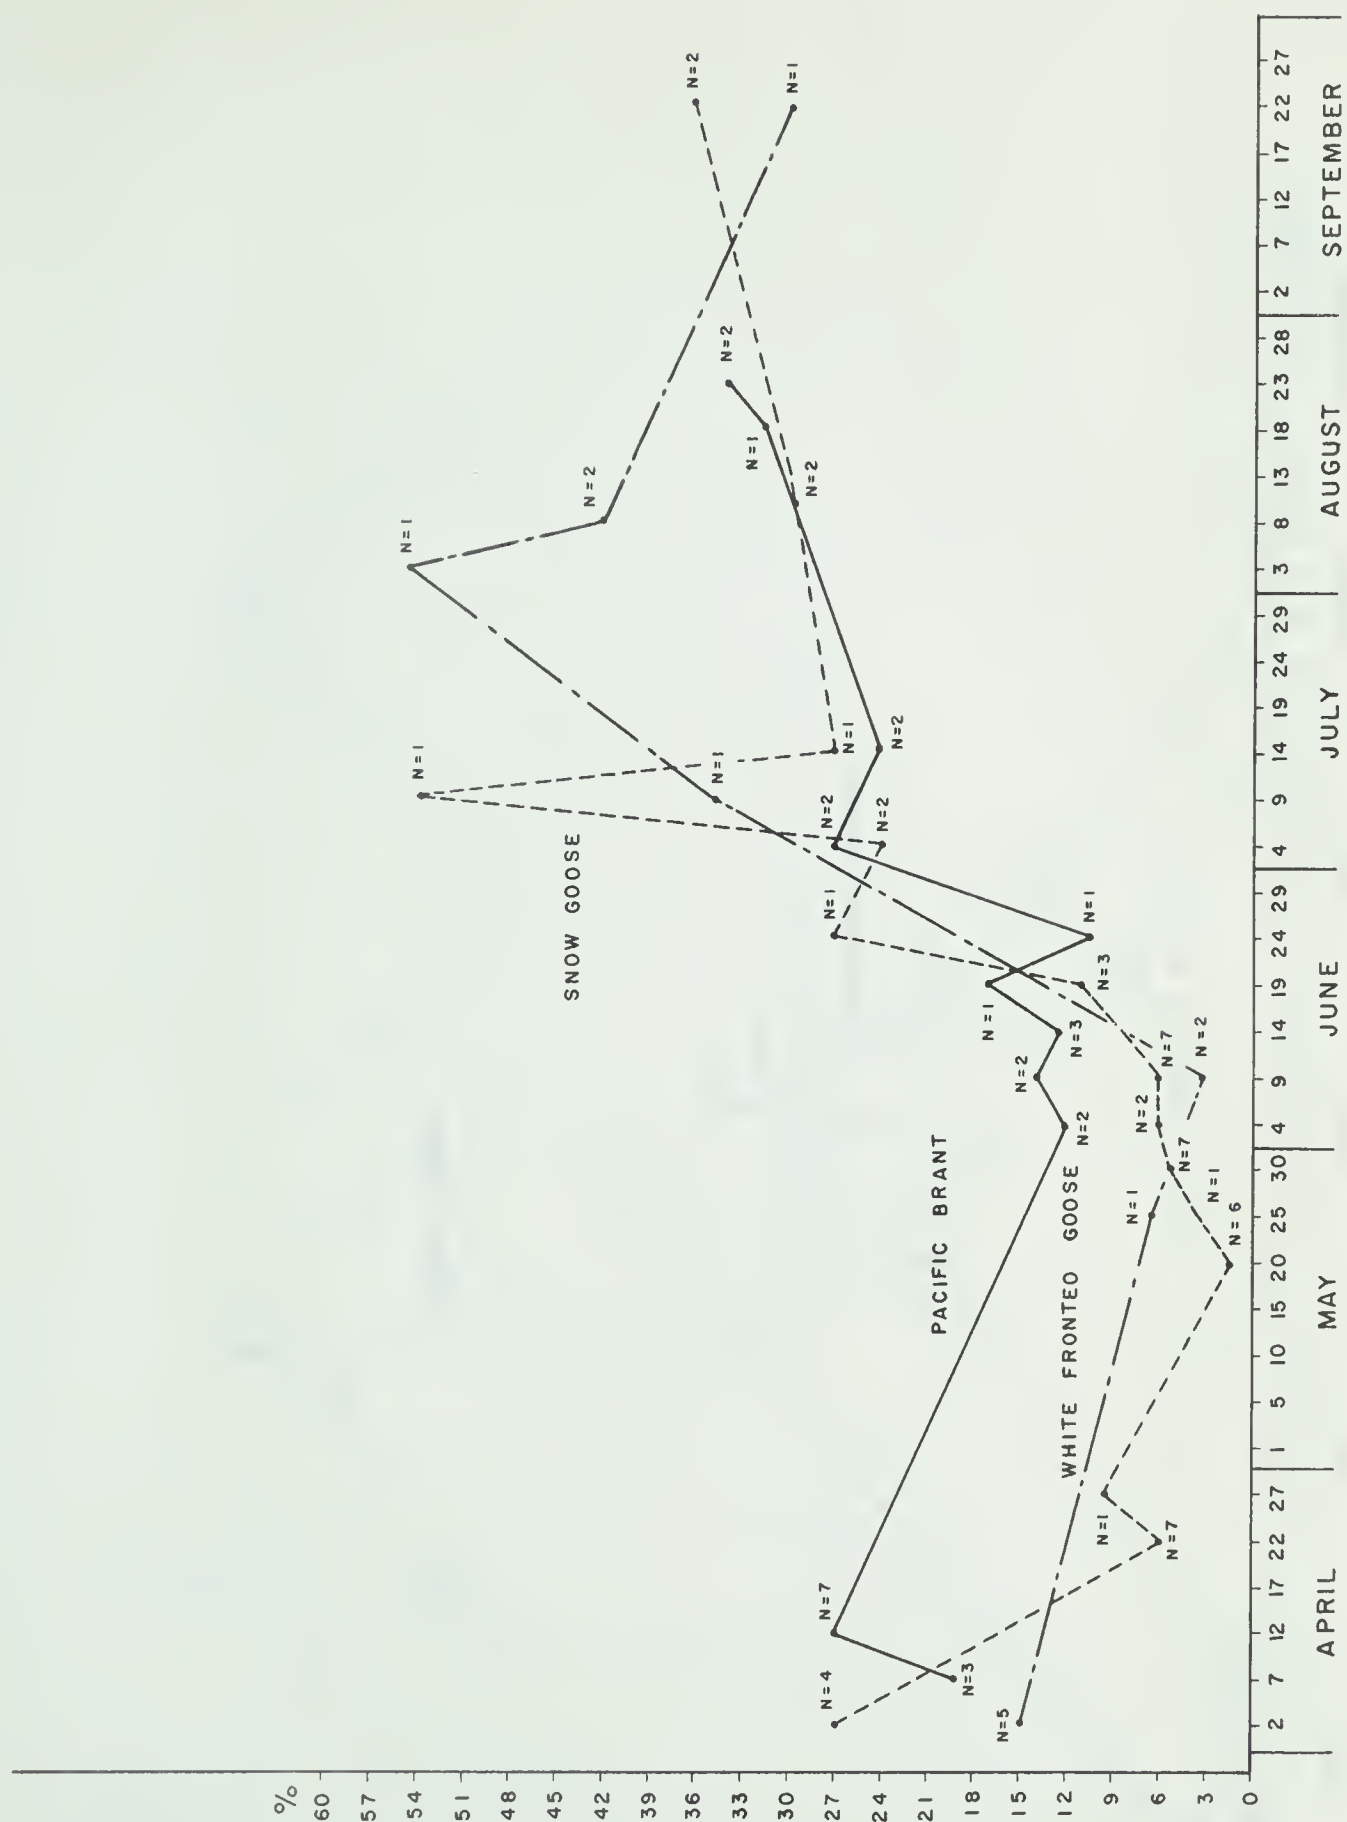 %
60
57
54
51
48
45
42
39
36
33
30
27
24
21
18
15
12
9
6
3
0
N=1
N=1
SNOW GOOSE
N=2
N=2
N=1
N=2
N=1
N=1
N=2
N=4
N=7
N=1
N=2
N=1
N=2
N=2
PACIFIC BRANT
N=3
N=1
N=5
N=2
WHITE FRONTED GOOSE
N=3
N=2
N=1
N=1
N=3
N=1
N=2
N=7
N=7
N=7
N=2
N=1
N=6
2 7 12 17 22 27 1 5 10 15 20 25 30 4 9 14 19 24 29 4 9 14 19 24 29 3 8 13 18 23 28 2 7 12 17 22 27
APRIL MAY JUNE JULY AUGUST SEPTEMBER